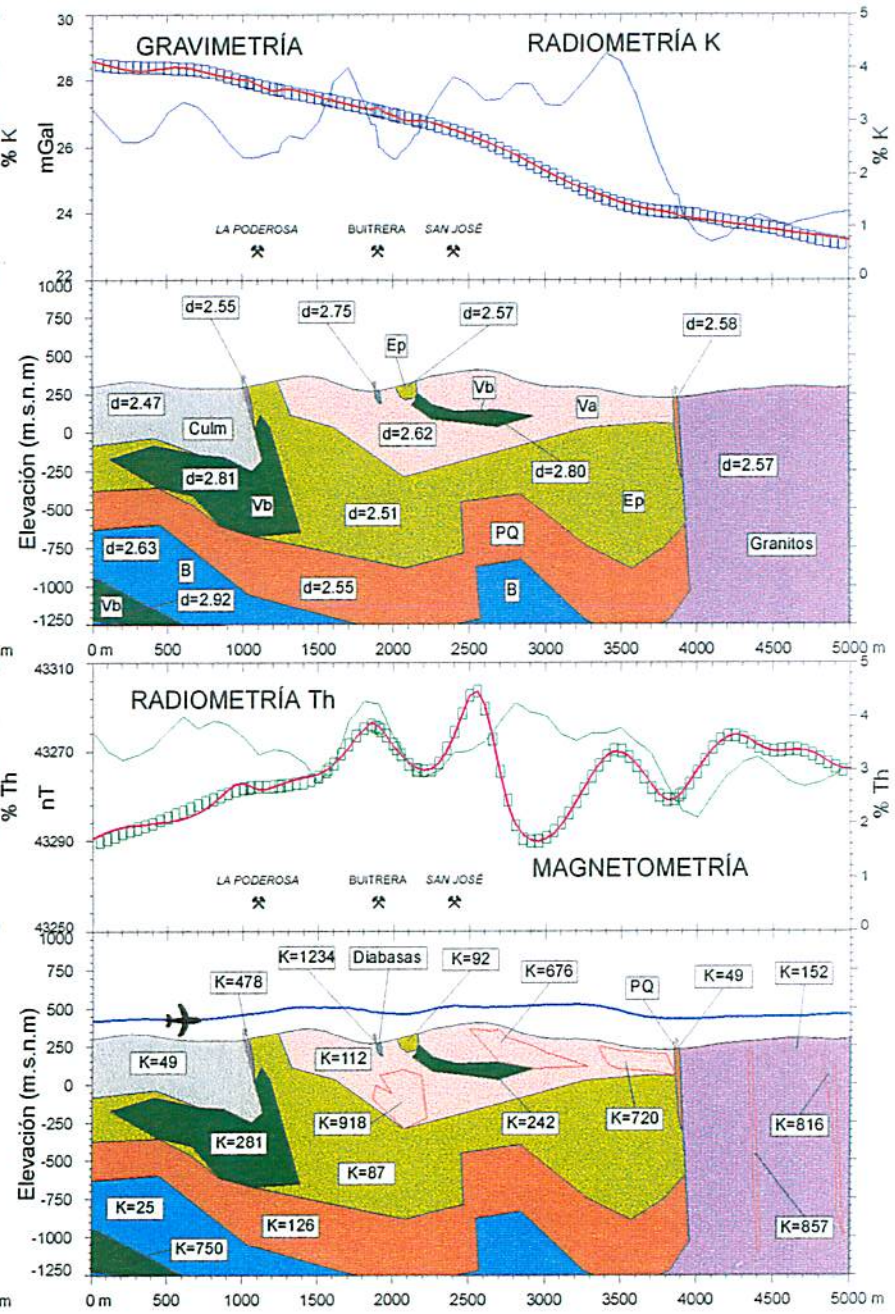 GRAVIMETRÍA
RADIOMETRÍA K
% K
mGal
30
28
26
24
22
% K
5
4
3
2
1
0
LA PODEROSA
BUITRERA
SAN JOSÉ
Elevación (m.s.n.m)
1000
750
500
250
0
-250
-500
-750
-1000
-1250
d=2.55
d=2.75
Ep
d=2.57
d=2.58
d=2.47
Culm
Vb
Va
d=2.62
d=2.57
d=2.81
d=2.80
Vb
d=2.51
Ep
PQ
Granitos
d=2.63
B
d=2.55
B
Vb
d=2.92
m
0 m
500
1000
1500
2000
2500
3000
3500
4000
5000 m
RADIOMETRÍA Th
MAGNETOMETRÍA
% Th
nT
43310
43270
43290
43250
% Th
5
4
3
2
1
0
LA PODEROSA
BUITRERA
SAN JOSÉ
Elevación (m.s.n.m)
1000
750
500
250
0
-250
-500
-750
-1000
-1250
K=1234
Diabasas
K=92
K=478
K=676
PQ
K=49
K=152
K=49
K=112
K=918
K=242
K=720
K=816
K=281
K=87
K=25
K=126
K=857
K=750
m
0 m
500
1000
1500
2000
2500
3000
3500
4000
5000 m